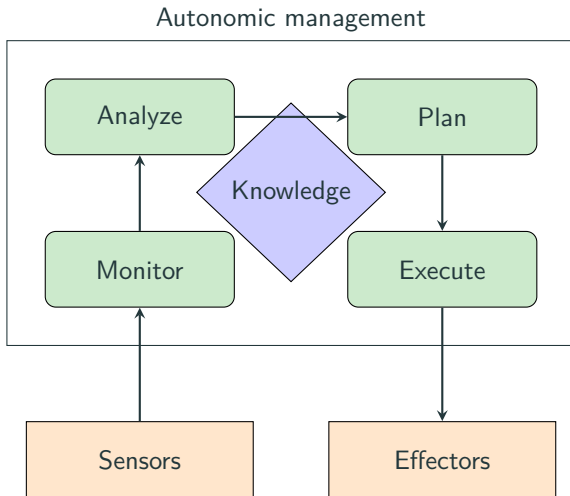 Autonomic management
Analyze
Plan
Knowledge
Monitor
Execute
Sensors
Effectors